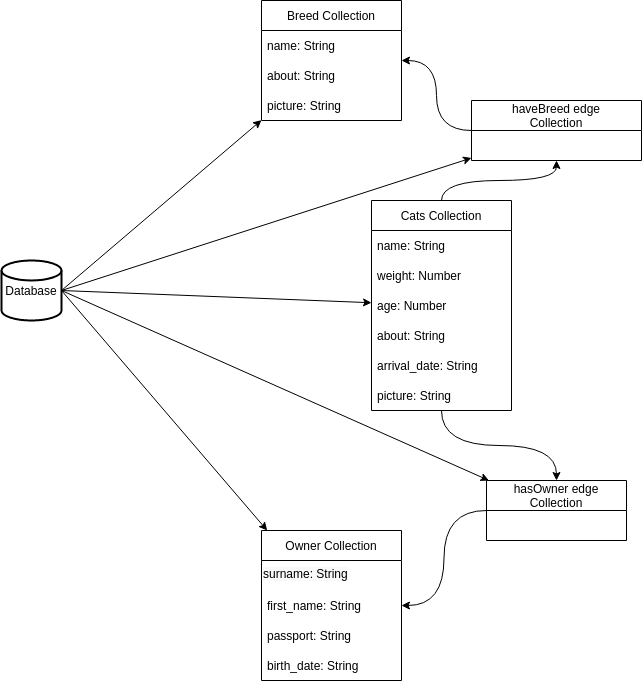 Breed Collection
name: String
about: String
picture: String
haveBreed edge
Collection
Cats Collection
name: String
weight: Number
age: Number
about: String
arrival_date: String
picture: String
Database
hasOwner edge
Collection
Owner Collection
surname: String
first_name: String
passport: String
birth_date: String